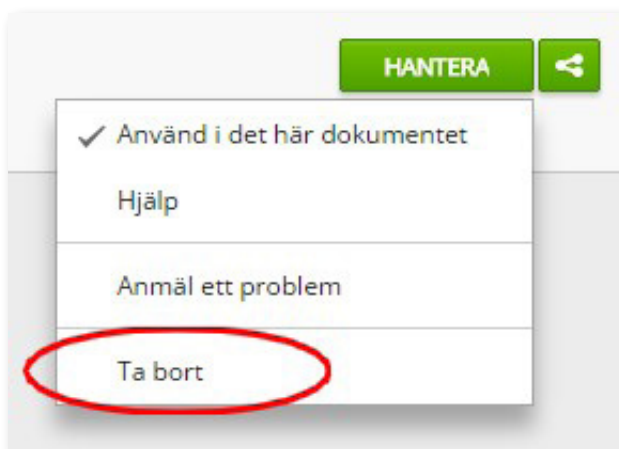 HANTERA
Använd i det här dokumentet
Hjälp
Anmäl ett problem
Ta bort